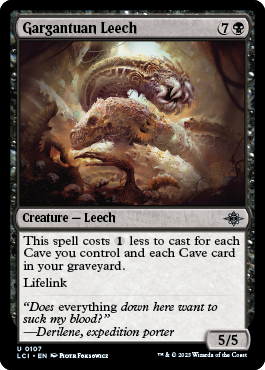 Gargantuan Leech 7
Creature — Leech
This spell costs 1 less to cast for each
Cave you control and each Cave card
in your graveyard.
Lifelink
“Does everything down here want to
suck my blood?”
—Derilene, expedition porter
5/5
U 0107
LCI • EN Piotr Foksowicz
™ & © 2023 Wizards of the Coast